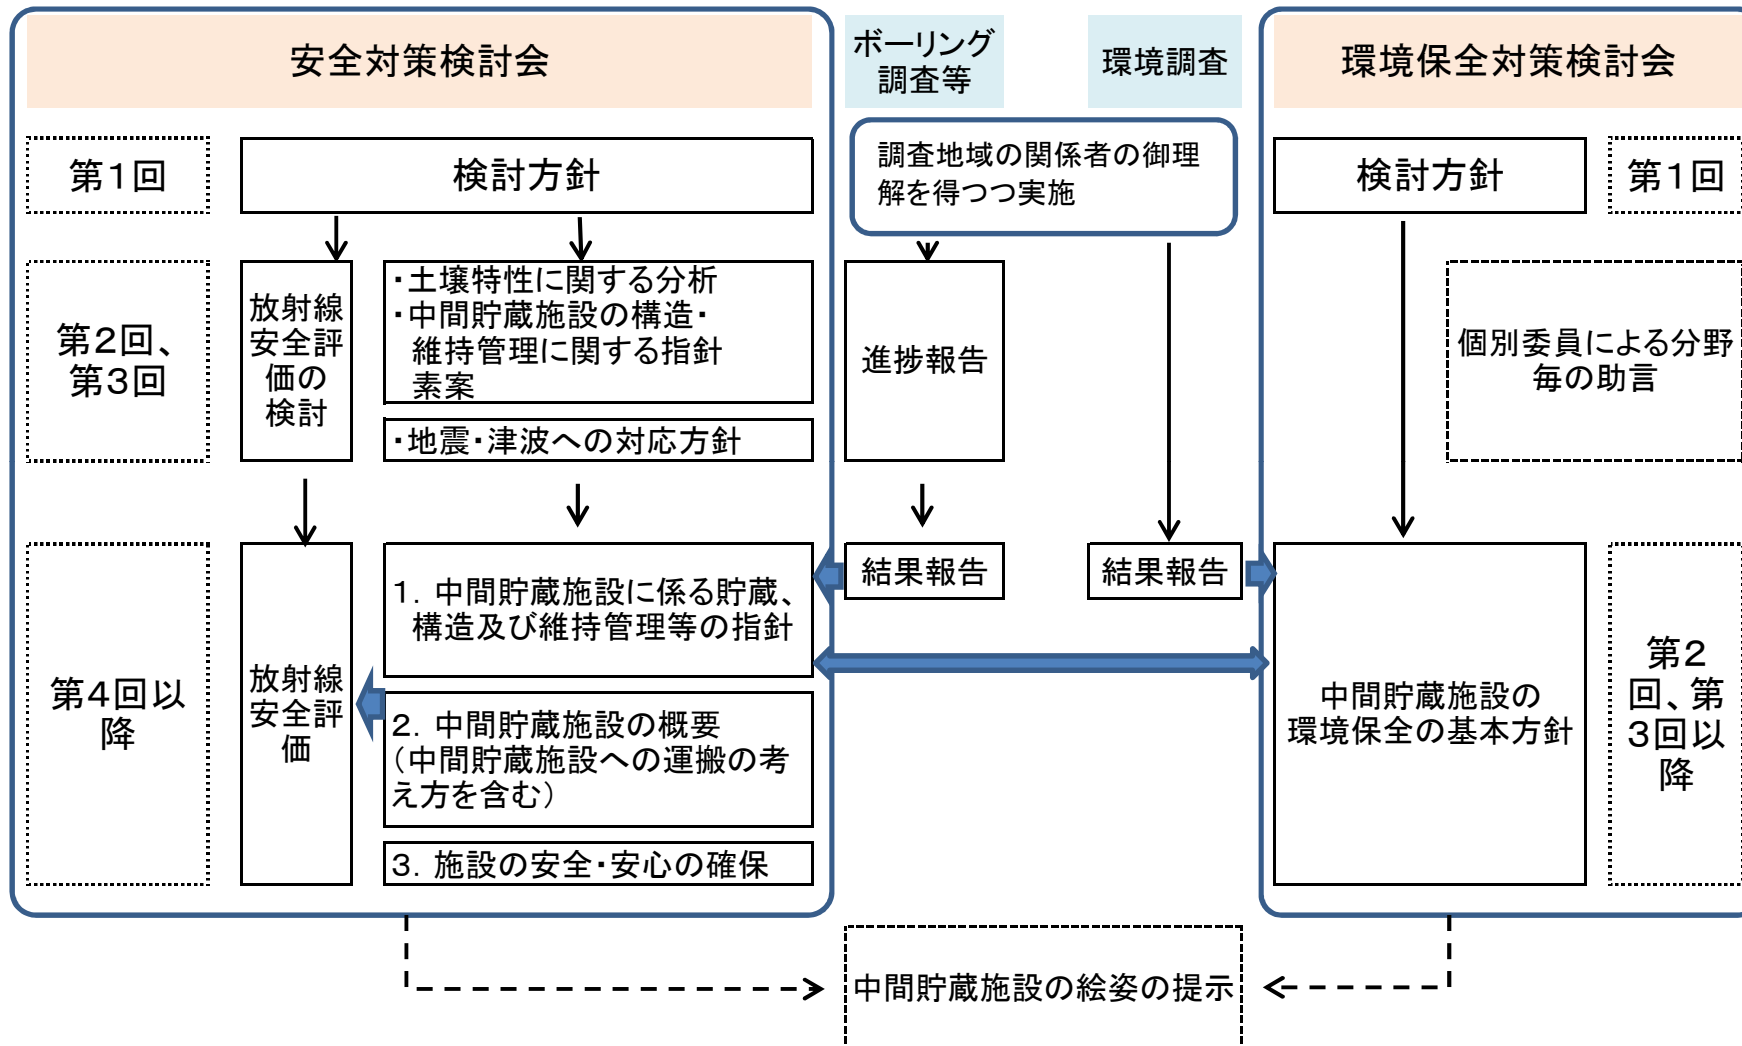 安全対策検討会
ボーリング
調査等
環境調査
環境保全対策検討会
第1回
検討方針
調査地域の関係者の御理
解を得つつ実施
検討方針
第1回
第2回、
第3回
放射線
安全評
価の
検討
・土壌特性に関する分析
・中間貯蔵施設の構造・
維持管理に関する指針
素案
・地震・津波への対応方針
進捗報告
個別委員による分野
毎の助言
第4回以
降
放射線
安全評
価
1．中間貯蔵施設に係る貯蔵、
構造及び維持管理等の指針
2．中間貯蔵施設の概要
（中間貯蔵施設への運搬の考
え方を含む）
3．施設の安全・安心の確保
結果報告
結果報告
中間貯蔵施設の
環境保全の基本方針
第2
回、第
3回以
降
中間貯蔵施設の絵姿の提示